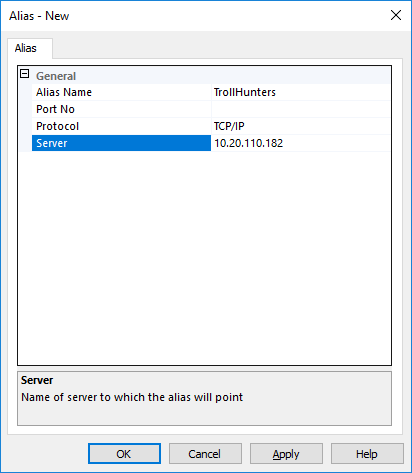 Alias - New
Alias
General
Alias Name TrollHunters
Port No
Protocol TCP/IP
Server 10.20.110.182
Server
Name of server to which the alias will point
OK Cancel Apply Help